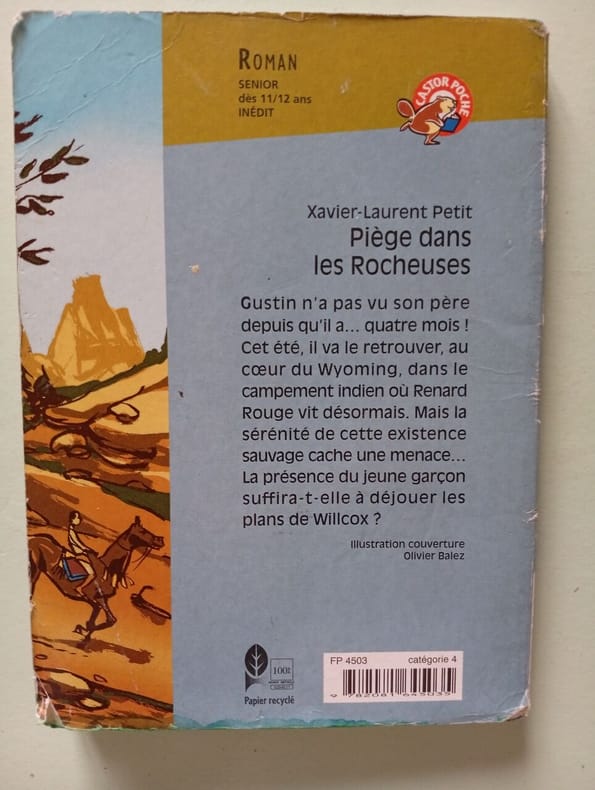 ROMAN
SENIOR
dès 11/12 ans
INÉDIT
CASTOR POCHE
Xavier-Laurent Petit
Piège dans
les Rocheuses
Gustin n'a pas vu son père
depuis qu'il a... quatre mois !
Cet été, il va le retrouver, au
cœur du Wyoming, dans le
campement indien où Renard
Rouge vit désormais. Mais la
sérénité de cette existence
sauvage cache une menace...
La présence du jeune garçon
suffira-t-elle à déjouer les
plans de Willcox ?
Illustration couverture
Olivier Balez
FP 4503
catégorie 4
100%
Papier recyclé
9 782081 645035